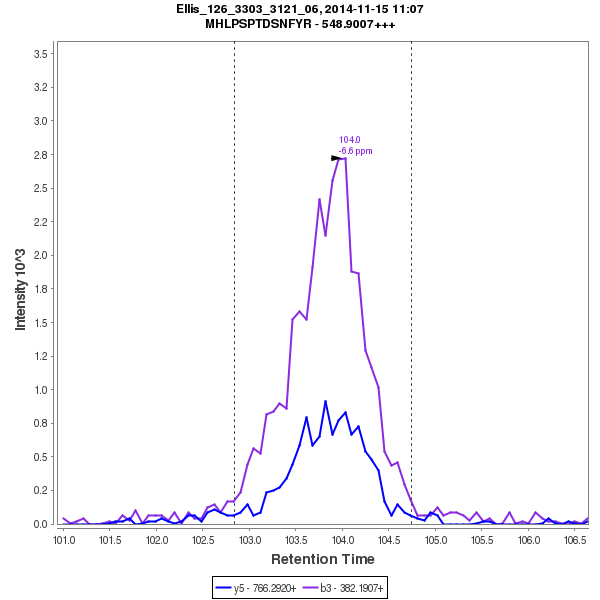 Ellis_126_3303_3121_06, 2014-11-15 11:07
MHLPSPTDSNFYR - 548.9007+++
Intensity 10^3
3.5
3.2
3.0
2.8
2.5
2.2
2.0
1.8
1.5
1.2
1.0
0.8
0.5
0.2
0.0
104.0
-6.6 ppm
101.0 101.5 102.0 102.5 103.0 103.5 104.0 104.5 105.0 105.5 106.0 106.5
Retention Time
y5 - 766.2920+ b3 - 382.1907+